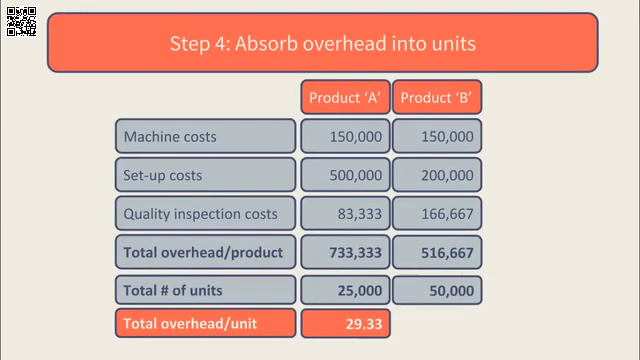 Step 4: Absorb overhead into units
Product ‘A’ Product ‘B’
Machine costs 150,000 150,000
Set-up costs 500,000 200,000
Quality inspection costs 83,333 166,667
Total overhead/product 733,333 516,667
Total # of units 25,000 50,000
Total overhead/unit 29.33